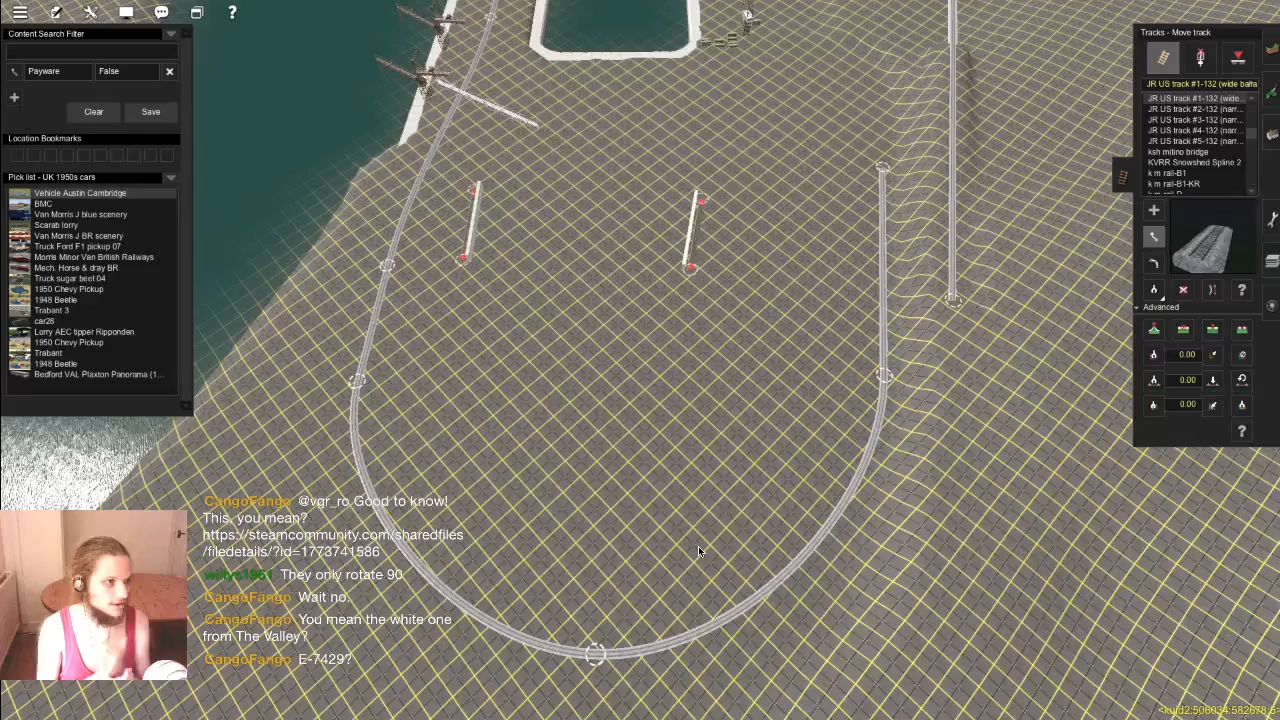 ?
Content Search Filter
Payware False
Clear Save
Location Bookmarks
Pick list - UK 1950s cars
Vehicle Austin Cambridge
BMC
Van Morris J blue scenery
Scarab lorry
Van Morris J BR scenery
Truck Ford F1 pickup 07
Morris Minor Van British Railways
Mech. Horse & dray BR
Truck sugar beet 04
1950 Chevy Pickup
1948 Beetle
Trabant 3
car28
Lorry AEC tipper Ripponden
1950 Chevy Pickup
Trabant
1948 Beetle
Bedford VAL Plaxton Panorama (1...
CangoFango @vgr_ro Good to know!
This, you mean?
https://steamcommunity.com/sharedfiles
/filedetails/?id=1773741586
They only rotate 90
CangoFango Wait no.
CangoFango You mean the white one
from The Valley?
CangoFango E-7429?
Tracks - Move track
JR US track #1-132 (wide balla
JR US track #1-132 (wide...
JR US track #2-132 (narr...
JR US track #3-132 (narr...
JR US track #4-132 (narr...
JR US track #5-132 (narr...
ksh mitino bridge
KVRR Snowshed Spline 2
k m rail-B1
k m rail-B1-KR
?
Advanced
0.00
0.00
0.00
?
<kuid2:506034:582678:5>